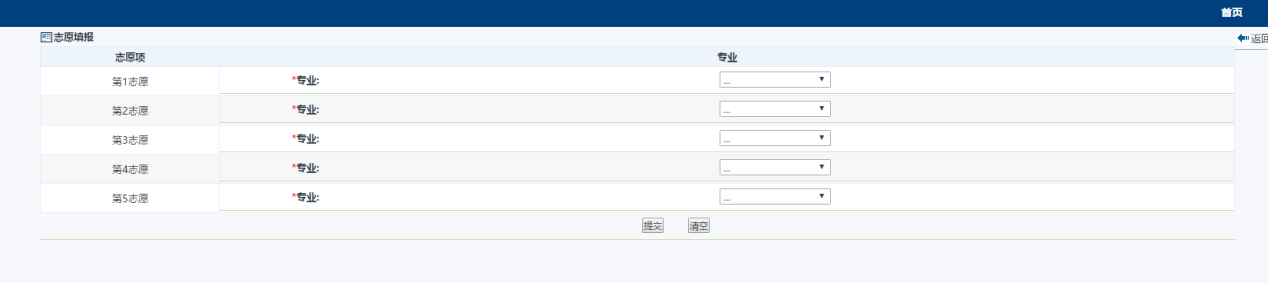 首页
志愿填报
返回
志愿项 专业
第1志愿 *专业: ...
第2志愿 *专业: ...
第3志愿 *专业: ...
第4志愿 *专业: ...
第5志愿 *专业: ...
提交 清空